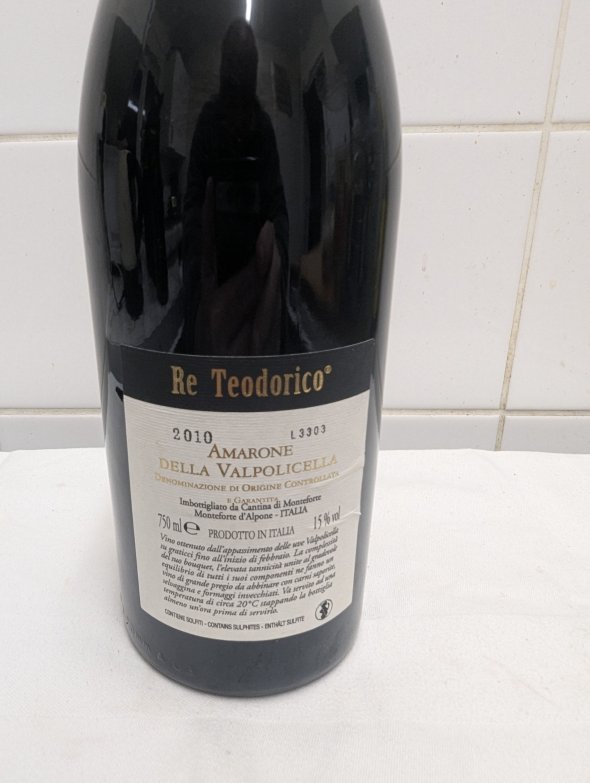 Re Teodorico®
2010 L3303
AMARONE
DELLA VALPOLICELLA
DENOMINAZIONE DI ORIGINE CONTROLLATA
E GARANTITA
Imbottigliato da Cantina di Monteforte
Monteforte d'Alpone - ITALIA
750 ml e PRODOTTO IN ITALIA 15 % vol
Vino ottenuto dall'appassimento delle uve Valpolicella
su graticci fino all'inizio di febbraio. La complessità
del suo bouquet, l'elevata tannicità unite al gradevole
equilibrio di tutti i suoi componenti ne fanno un
vino di grande pregio da abbinare con carni saporite,
selvaggina e formaggi invecchiati. Va servito ad una
temperatura di circa 20°C stappando la bottiglia
almeno un'ora prima di servirlo.
CONTIENE SOLFITI - CONTAINS SULPHITES - ENTHÄLT SULFITE